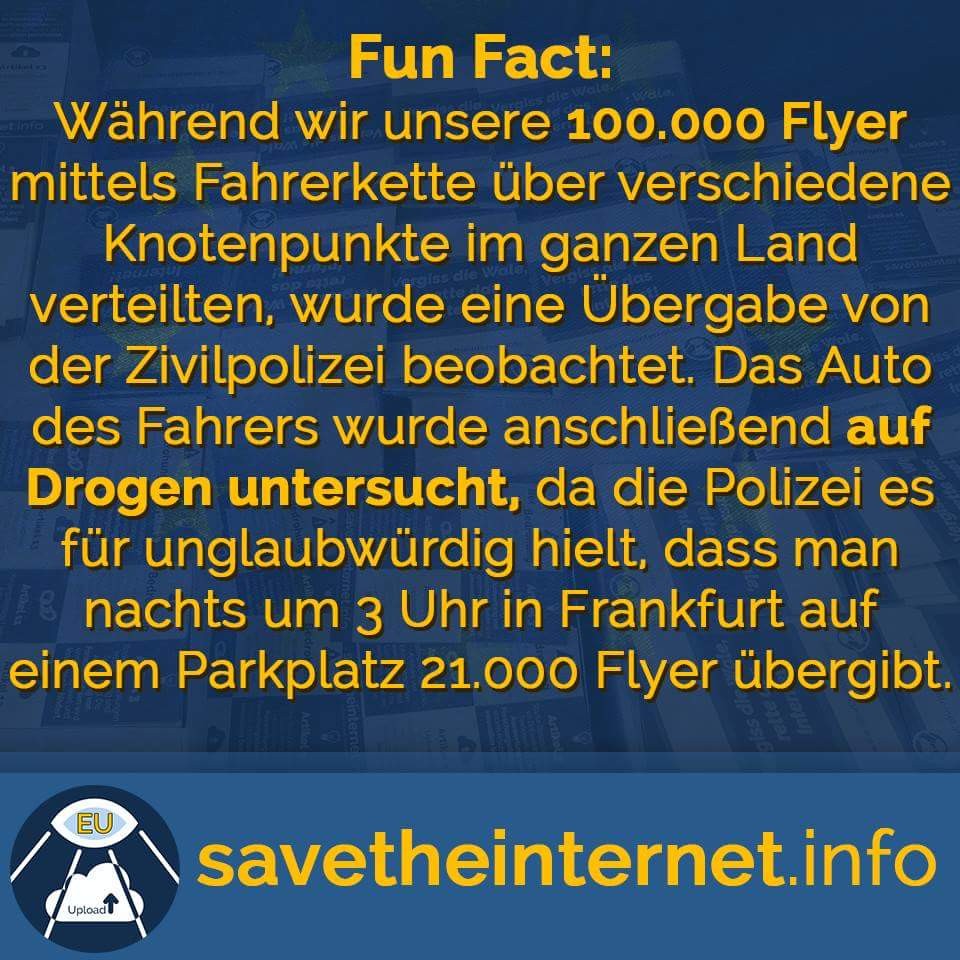 Fun Fact:
Während wir unsere 100.000 Flyer
mittels Fahrerkette über verschiedene
Knotenpunkte im ganzen Land
verteilten, wurde eine Übergabe von
der Zivilpolizei beobachtet. Das Auto
des Fahrers wurde anschließend auf
Drogen untersucht, da die Polizei es
für unglaubwürdig hielt, dass man
nachts um 3 Uhr in Frankfurt auf
einem Parkplatz 21.000 Flyer übergibt.
EU
Upload
savetheinternet.info